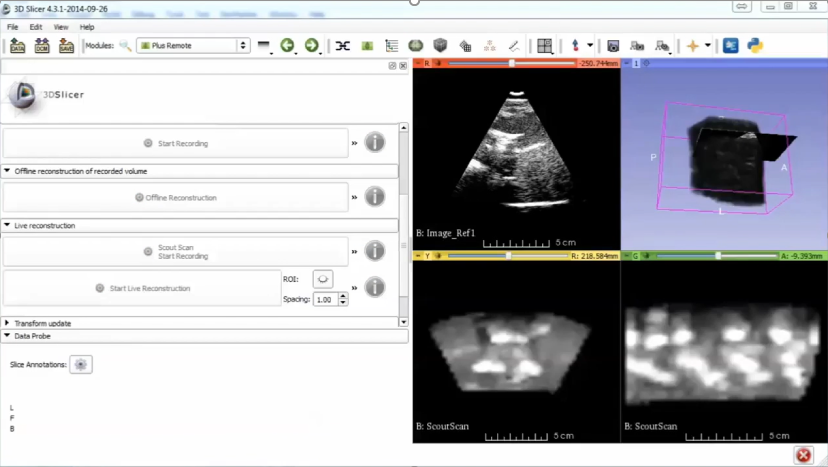 3D Slicer 4.3.1-2014-09-26
File Edit View Help
DATA DCM SAVE Modules: Plus Remote
3DSlicer
Start Recording »
Offline reconstruction of recorded volume
Offline Reconstruction »
Live reconstruction
Scout Scan
Start Recording »
Start Live Reconstruction ROI: »
Spacing: 1.00
Transform update
Data Probe
Slice Annotations:
L
F
B
R -250.744mm
B: Image_Ref1
5 cm
1
P
A
L
Y R: 218.584mm
B: ScoutScan
5 cm
G A: -9.393mm
B: ScoutScan
5 cm